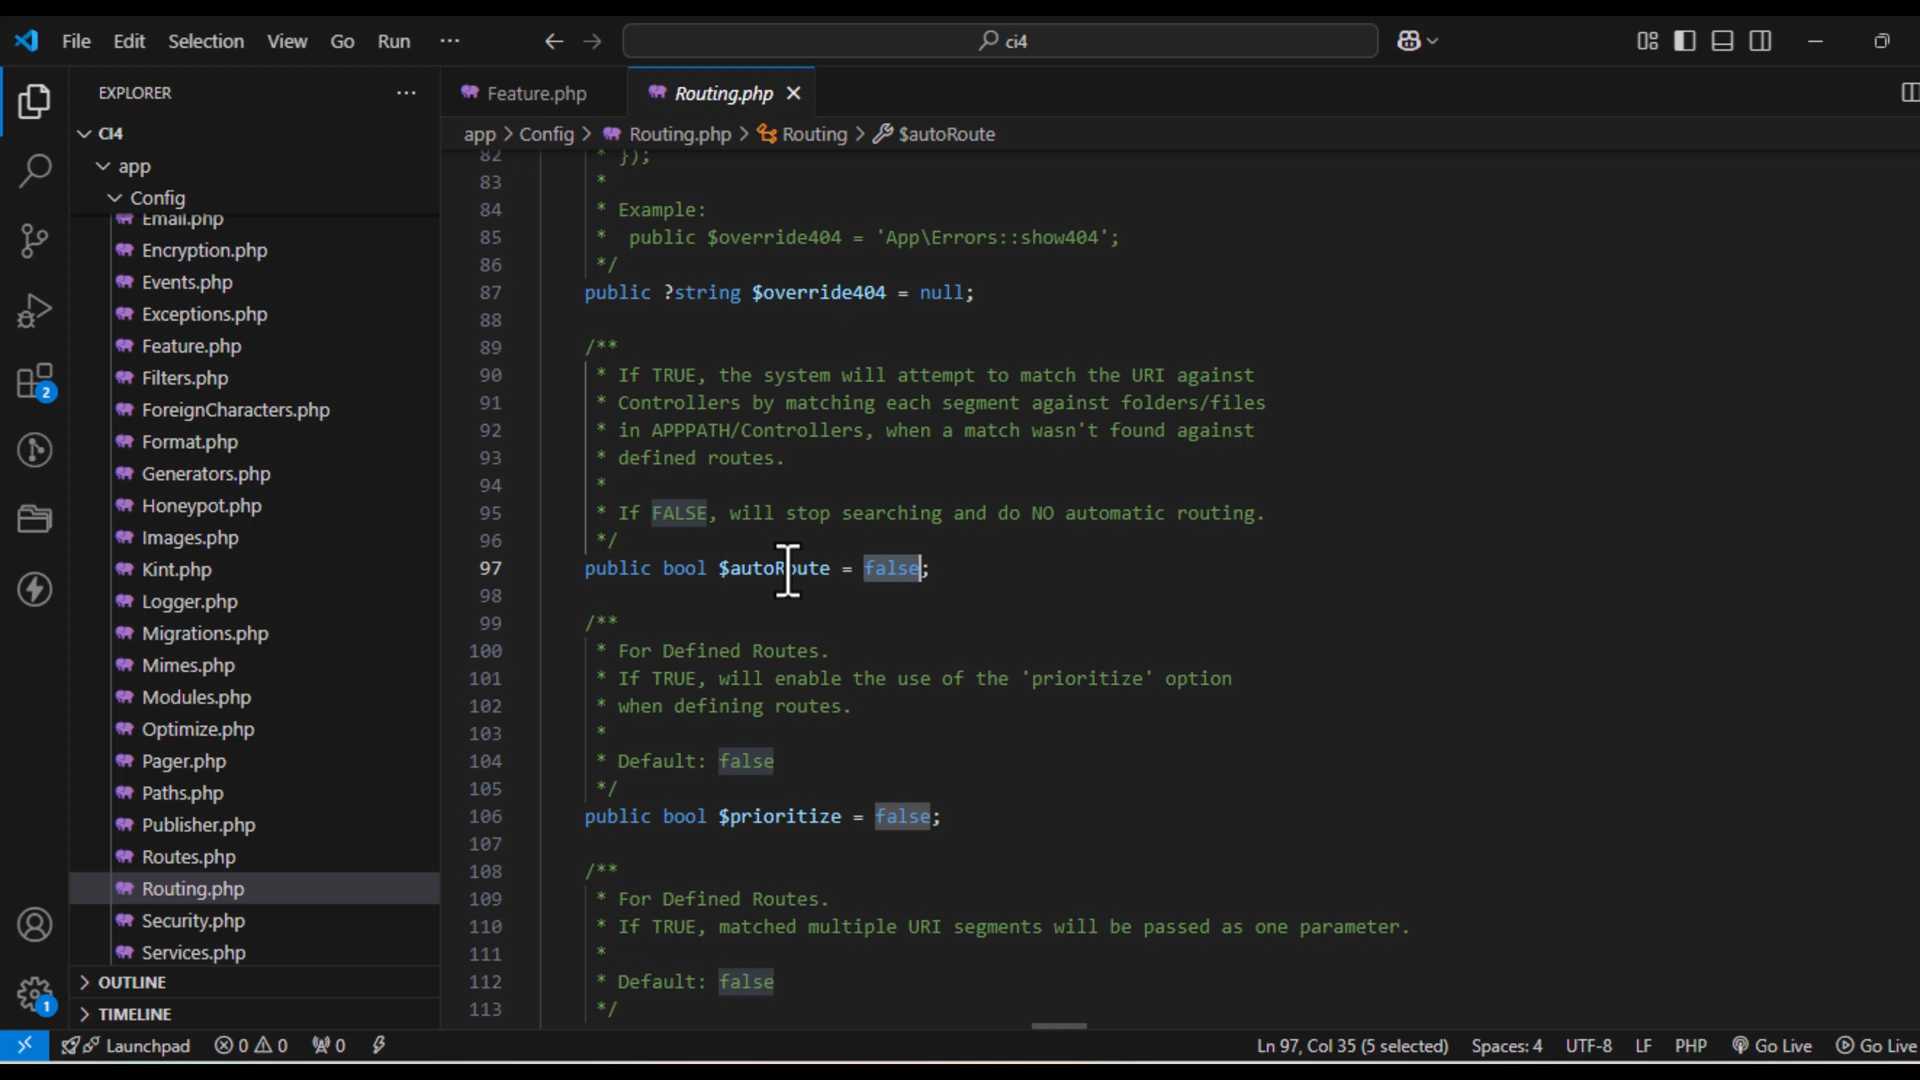 File Edit Selection View Go Run ··· ci4
EXPLORER ···
CI4
app
Config
Email.php
Encryption.php
Events.php
Exceptions.php
Feature.php
Filters.php
ForeignCharacters.php
Format.php
Generators.php
Honeypot.php
Images.php
Kint.php
Logger.php
Migrations.php
Mimes.php
Modules.php
Optimize.php
Pager.php
Paths.php
Publisher.php
Routes.php
Routing.php
Security.php
Services.php
OUTLINE
TIMELINE
2
1
Feature.php Routing.php
app > Config > Routing.php > Routing > $autoRoute
82 * });
83 *
84 * Example:
85 * public $override404 = 'App\Errors::show404';
86 */
87 public ?string $override404 = null;
88
89 /**
90 * If TRUE, the system will attempt to match the URI against
91 * Controllers by matching each segment against folders/files
92 * in APPPATH/Controllers, when a match wasn't found against
93 * defined routes.
94 *
95 * If FALSE, will stop searching and do NO automatic routing.
96 */
97 public bool $autoRoute = false;
98
99 /**
100 * For Defined Routes.
101 * If TRUE, will enable the use of the 'prioritize' option
102 * when defining routes.
103 *
104 * Default: false
105 */
106 public bool $prioritize = false;
107
108 /**
109 * For Defined Routes.
110 * If TRUE, matched multiple URI segments will be passed as one parameter.
111 *
112 * Default: false
113 */
Launchpad 0 0 0 Ln 97, Col 35 (5 selected) Spaces: 4 UTF-8 LF PHP Go Live Go Live